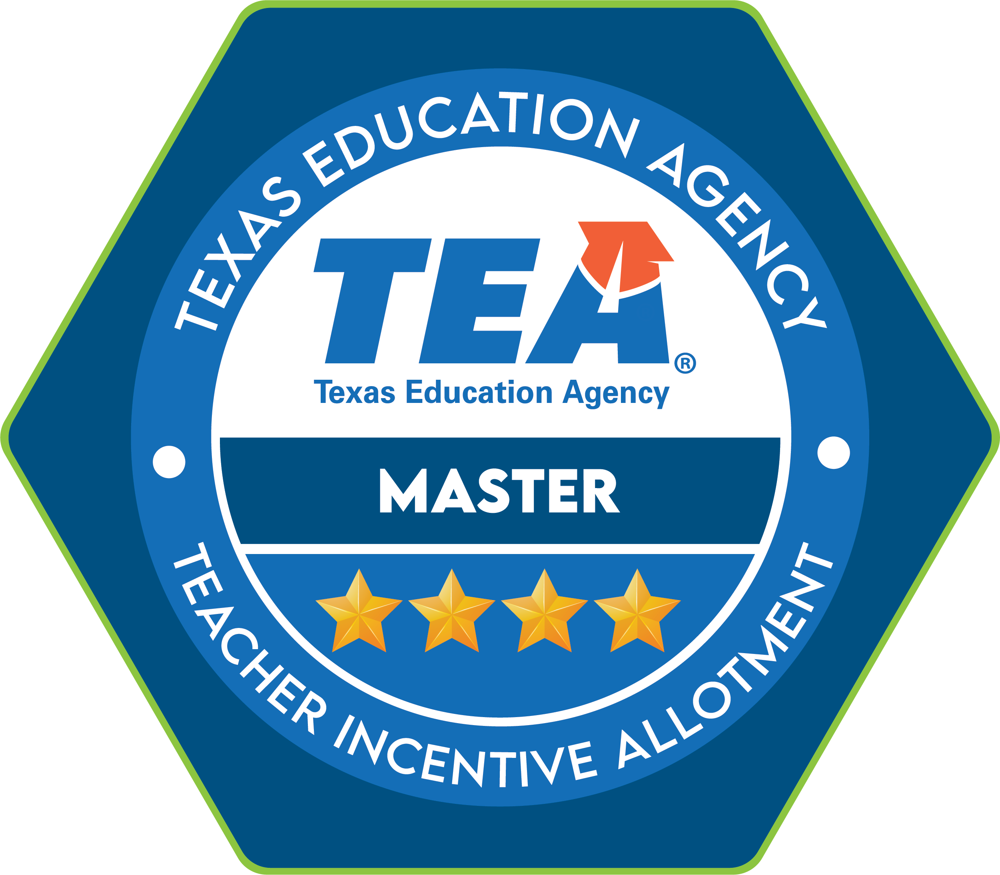 TEXAS EDUCATION AGENCY
TEA®
Texas Education Agency
MASTER
TEACHER INCENTIVE ALLOTMENT